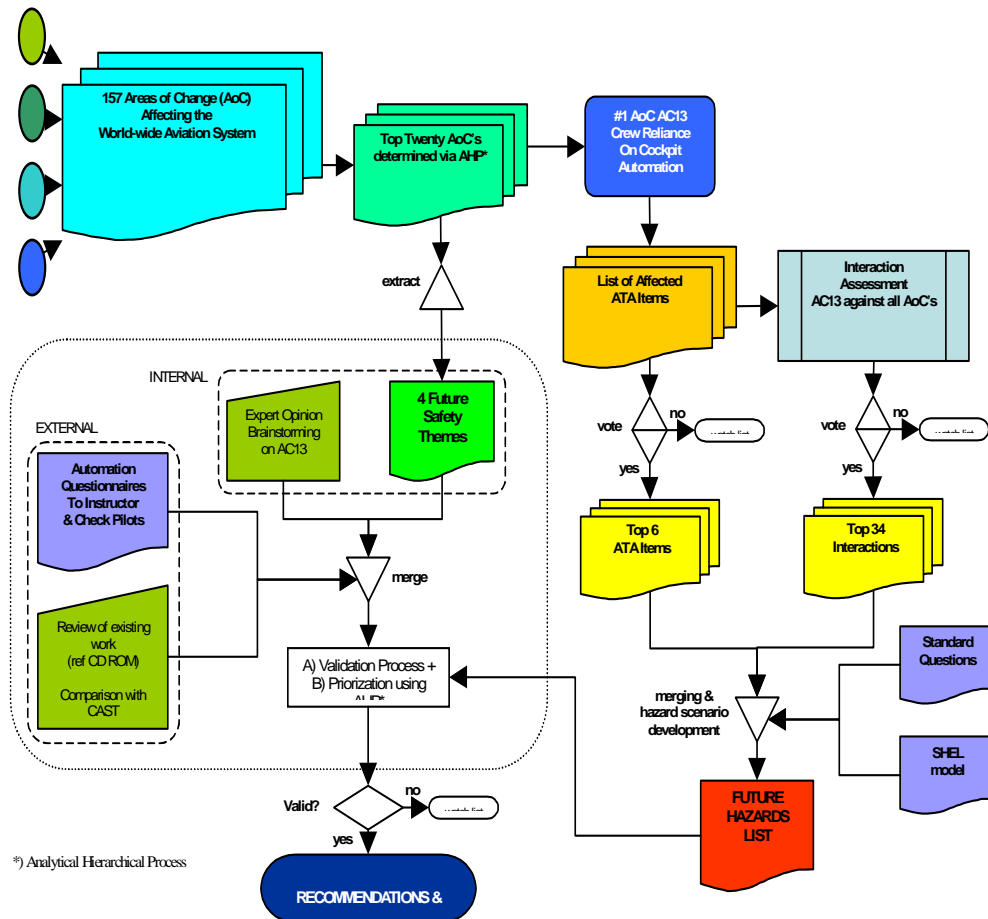 157 Areas of Change (AoC)
Affecting the
World-wide Aviation System
Top Twenty AoC's
determined via AHP*
#1 AoC AC13
Crew Reliance
On Cockpit
Automation
extract
List of Affected
ATA Items
Interaction
Assessment
AC13 against all AoC's
INTERNAL
Expert Opinion
Brainstorming
on AC13
4 Future
Safety
Themes
EXTERNAL
Automation
Questionnaires
To Instructor
& Check Pilots
vote
no
yes
vote
no
yes
Top 6
ATA Items
Top 34
Interactions
merge
Review of existing
work
(ref CD ROM)
Comparison with
CAST
A) Validation Process +
B) Priorization using
merging &
hazard scenario
development
Standard
Questions
SHEL
model
FUTURE
HAZARDS
LIST
Valid?
no
yes
*) Analytical Hierarchical Process
RECOMMENDATIONS &